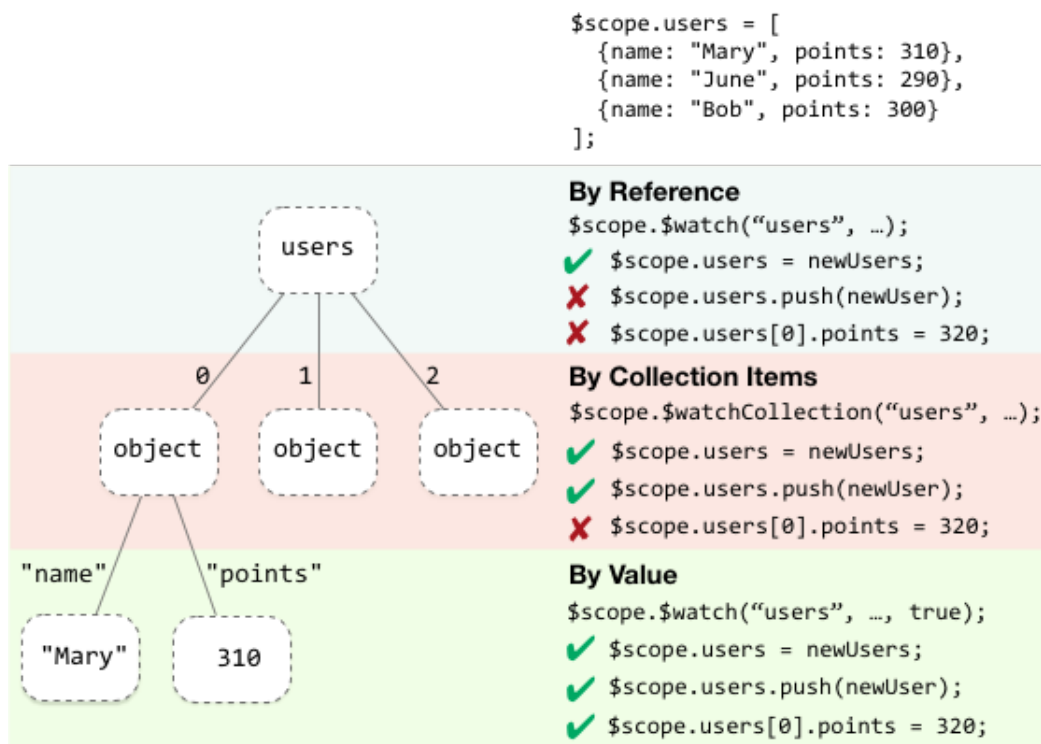 $scope.users = [
  {name: "Mary", points: 310},
  {name: "June", points: 290},
  {name: "Bob", points: 300}
];
By Reference
$scope.$watch(“users”, …);
✔ $scope.users = newUsers;
✘ $scope.users.push(newUser);
✘ $scope.users[0].points = 320;
users
0 1 2
By Collection Items
$scope.$watchCollection(“users”, …);
✔ $scope.users = newUsers;
✔ $scope.users.push(newUser);
✘ $scope.users[0].points = 320;
object object object
"name" "points"
By Value
$scope.$watch(“users”, …, true);
✔ $scope.users = newUsers;
✔ $scope.users.push(newUser);
✔ $scope.users[0].points = 320;
"Mary" 310